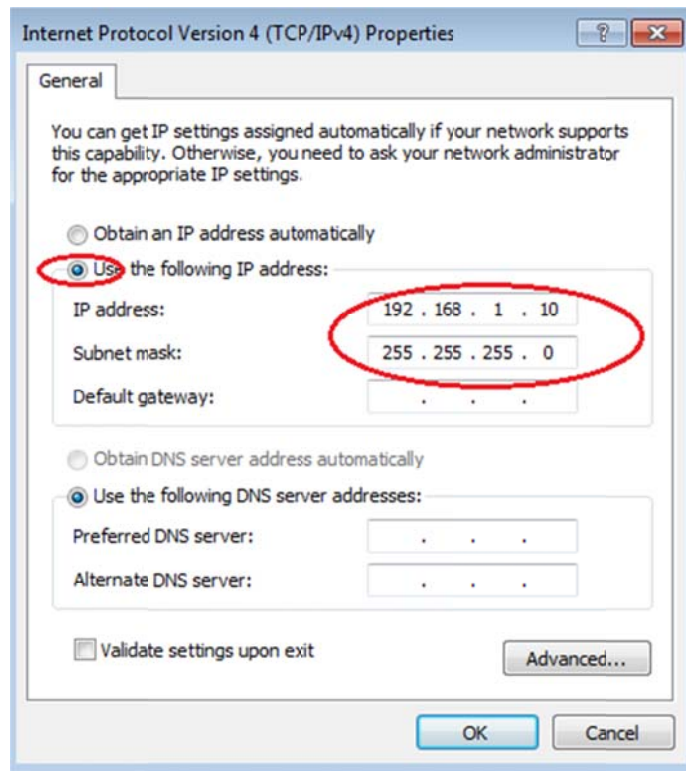 Internet Protocol Version 4 (TCP/IPv4) Properties
General
You can get IP settings assigned automatically if your network supports
this capability. Otherwise, you need to ask your network administrator
for the appropriate IP settings.
Obtain an IP address automatically
Use the following IP address:
IP address: 192 . 168 . 1 . 10
Subnet mask: 255 . 255 . 255 . 0
Default gateway: . . .
Obtain DNS server address automatically
Use the following DNS server addresses:
Preferred DNS server: . . .
Alternate DNS server: . . .
Validate settings upon exit
Advanced...
OK Cancel